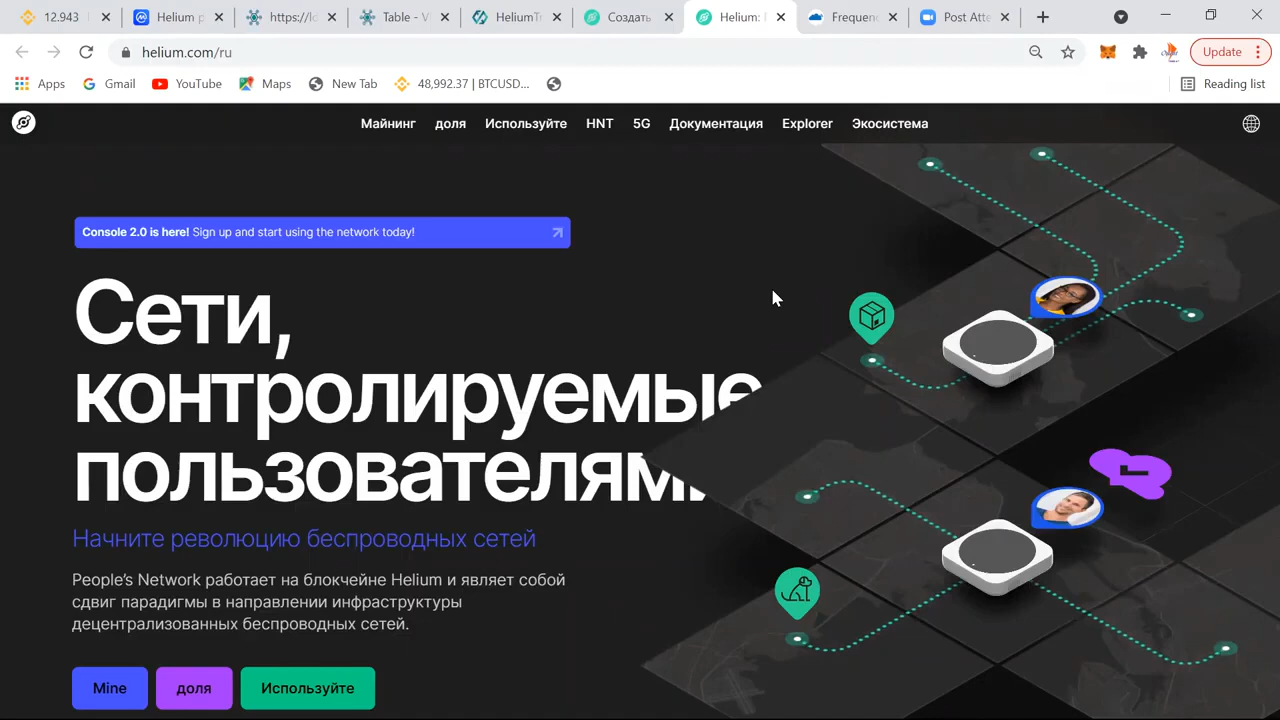 12.943
Helium p
https://lo
Table - V
HeliumTr
Создать
Helium: I
Frequenc
Post Atte
helium.com/ru
Update
Apps
Gmail
YouTube
Maps
New Tab
48,992.37 | BTCUSD...
Reading list
Майнинг доля Используйте HNT 5G Документация Explorer Экосистема
Console 2.0 is here! Sign up and start using the network today!
Сети,
контролируемые
пользователями
Начните революцию беспроводных сетей
People's Network работает на блокчейне Helium и являет собой
сдвиг парадигмы в направлении инфраструктуры
децентрализованных беспроводных сетей.
Mine
доля
Используйте